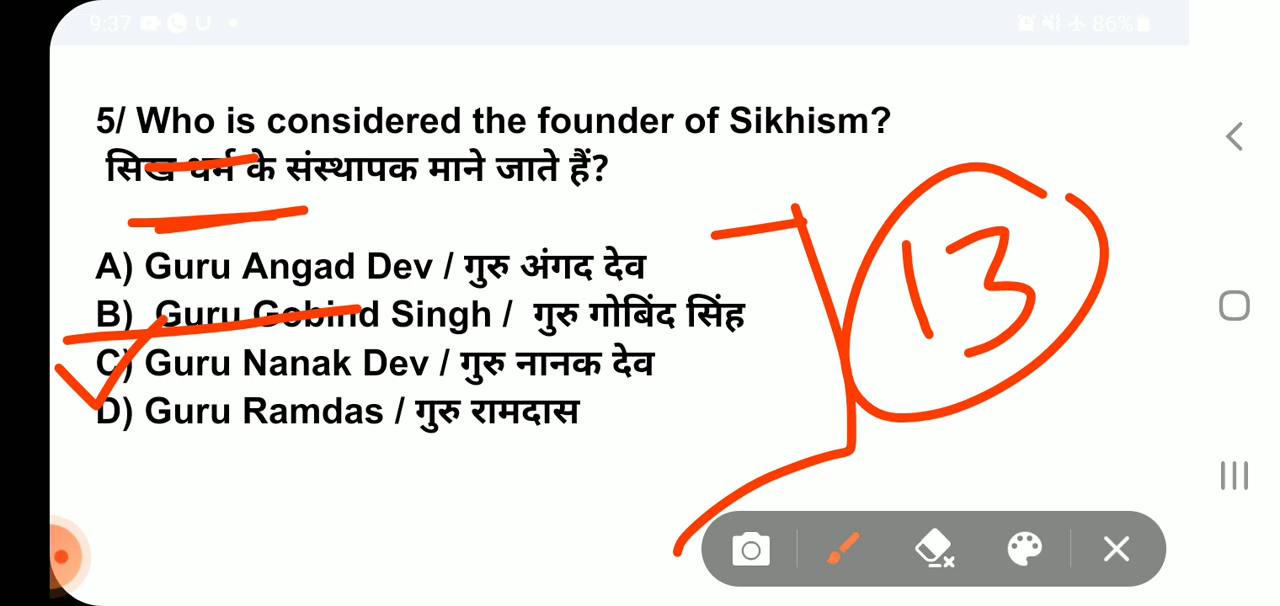 9:37 U 86%
5/ Who is considered the founder of Sikhism?
सिख धर्म के संस्थापक माने जाते हैं?
A) Guru Angad Dev / गुरु अंगद देव
B) Guru Gobind Singh / गुरु गोबिंद सिंह
C) Guru Nanak Dev / गुरु नानक देव
D) Guru Ramdas / गुरु रामदास
13